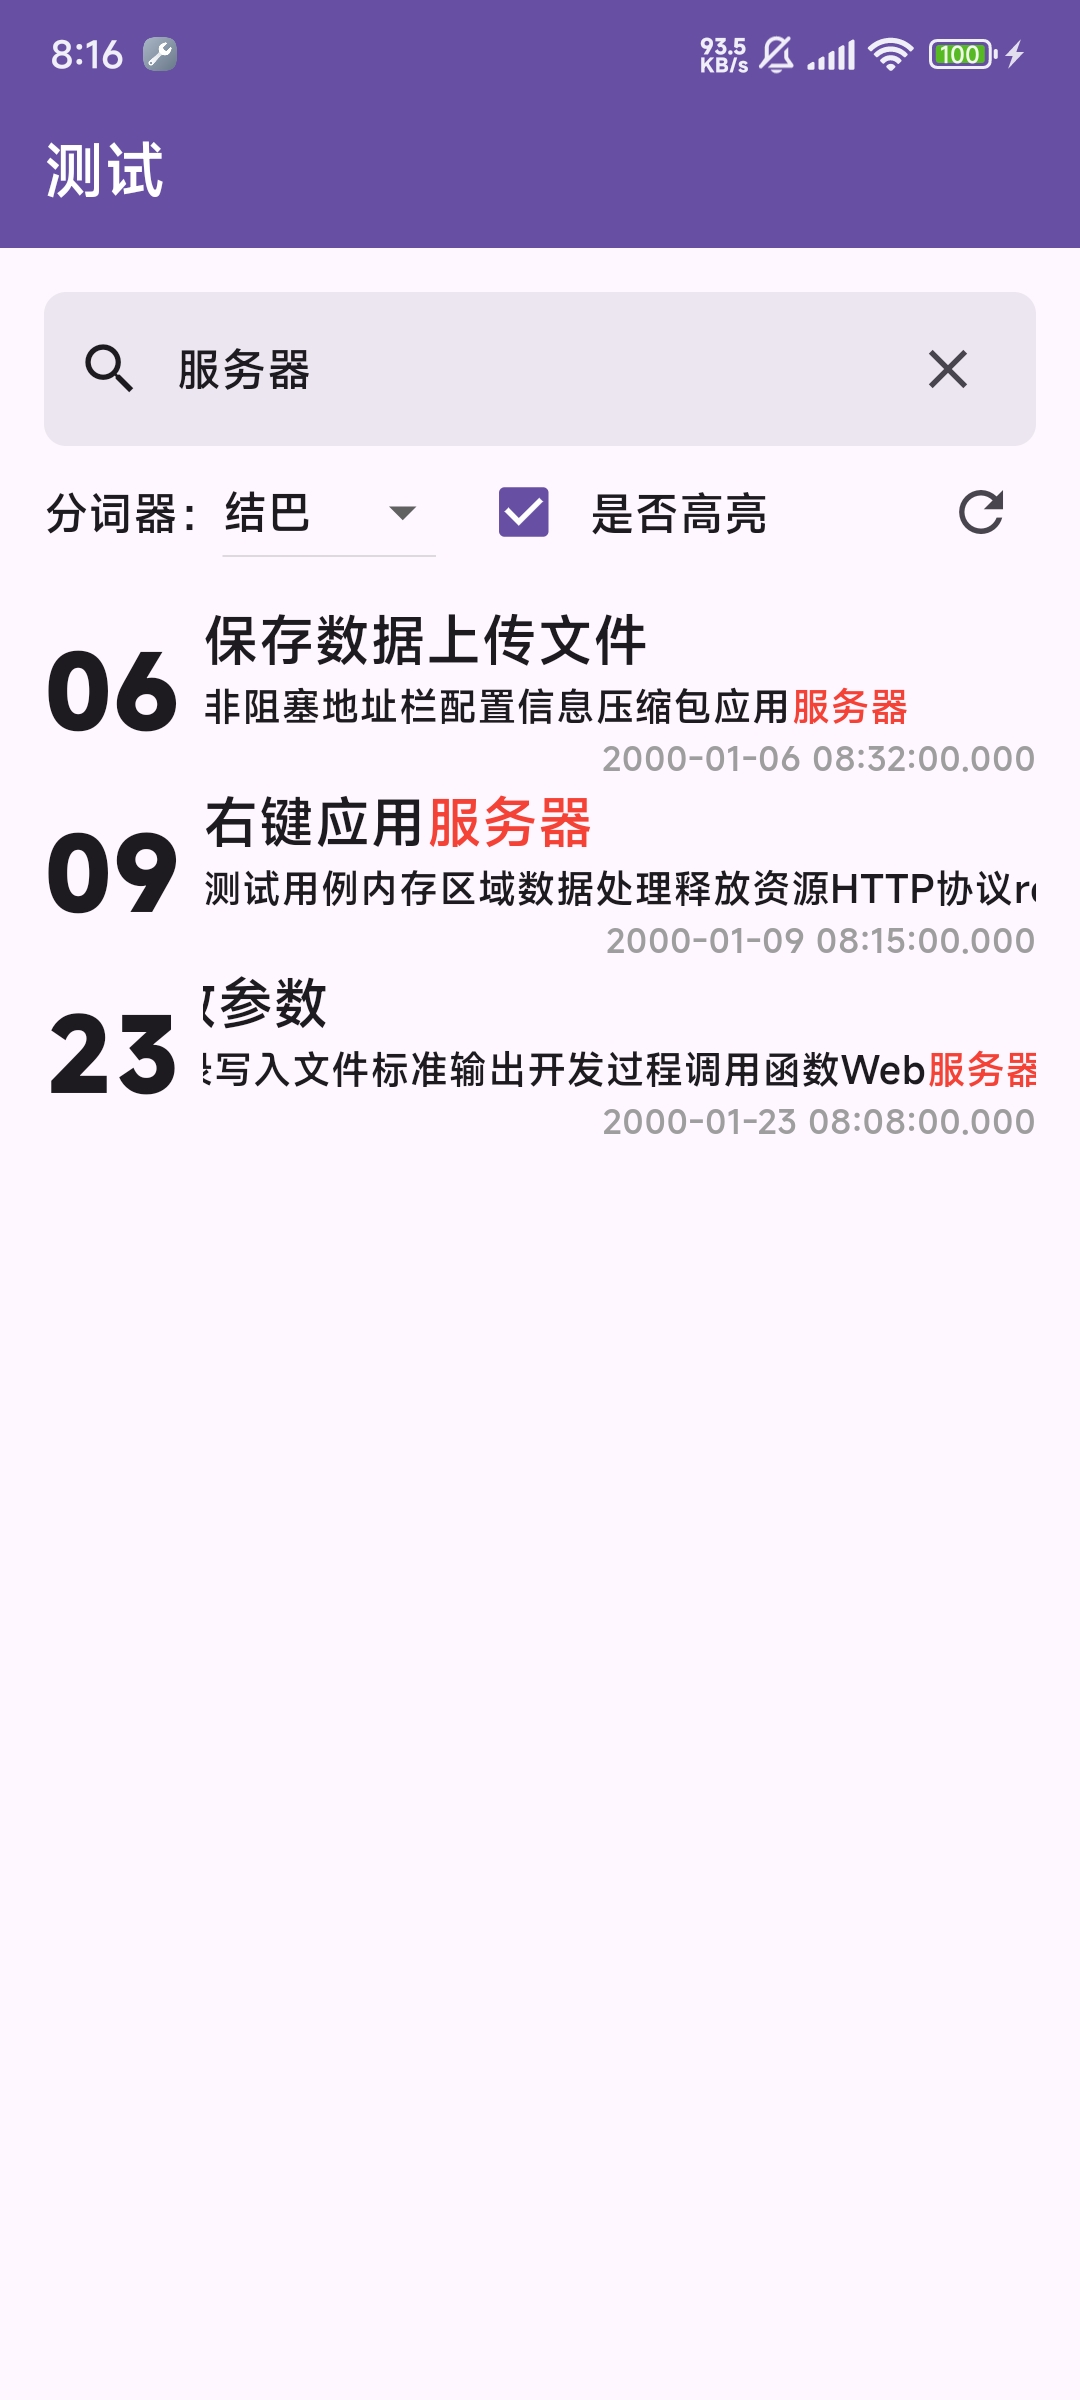 8:16
93.5 KB/s
100
测试
服务器
分词器: 结巴 是否高亮
06
保存数据上传文件
非阻塞地址栏配置信息压缩包应用服务器
2000-01-06 08:32:00.000
09
右键应用服务器
测试用例内存区域数据处理释放资源HTTP协议
2000-01-09 08:15:00.000
23
参数
写入文件标准输出开发过程调用函数Web服务器
2000-01-23 08:08:00.000